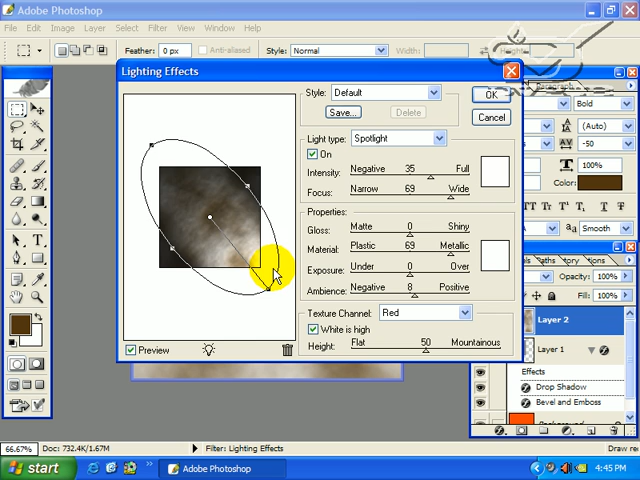 Adobe Photoshop
File Edit Image Layer Select Filter
Feather: 0 px Anti-aliased Style: Normal Width: Height:
Lighting Effects
Style: Default OK
Save... Delete Cancel
Light type: Spotlight
On
Intensity: Negative 35 Full
Focus: Narrow 69 Wide
Properties:
Gloss: Matte 0 Shiny
Material: Plastic 69 Metallic
Exposure: Under 0 Over
Ambience: Negative 8 Positive
Texture Channel: Red
White is high
Height: Flat 50 Mountainous
Preview
Bold
(Auto)
AV -50
T 100%
Color:
Smooth
Paths
Opacity: 100%
Fill: 100%
Layer 2
Layer 1
Effects
Drop Shadow
Bevel and Emboss
Background
66.67% Doc: 732.4K/1.67M Filter: Lighting Effects Draw re
start Adobe Photoshop 4:45 PM